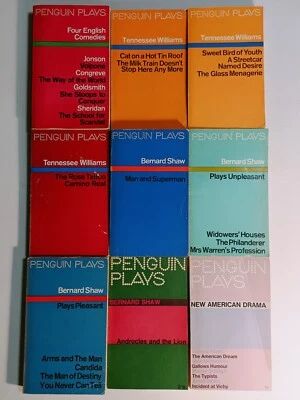 PENGUIN PLAYS
Four English
Comedies
Jonson
Volpone
Congreve
The Way of the World
Goldsmith
She Stoops to
Conquer
Sheridan
The School for
Scandal
PENGUIN PLAYS
Tennessee Williams
Cat on a Hot Tin Roof
The Milk Train Doesn't
Stop Here Any More
PENGUIN PLAYS
Tennessee Williams
Sweet Bird of Youth
A Streetcar
Named Desire
The Glass Menagerie
PENGUIN PLAYS
Tennessee Williams
The Rose Tattoo
Camino Real
PENGUIN PLAYS
Bernard Shaw
Man and Superman
PENGUIN PLAYS
Bernard Shaw
Plays Unpleasant
Widowers' Houses
The Philanderer
Mrs Warren's Profession
PENGUIN PLAYS
Bernard Shaw
Plays Pleasant
Arms and The Man
Candida
The Man of Destiny
You Never Can Tell
PENGUIN
PLAYS
BERNARD SHAW
Androcles and the Lion
PENGUIN
PLAYS
NEW AMERICAN DRAMA
The American Dream
Gallows Humour
The Typists
Incident at Vichy